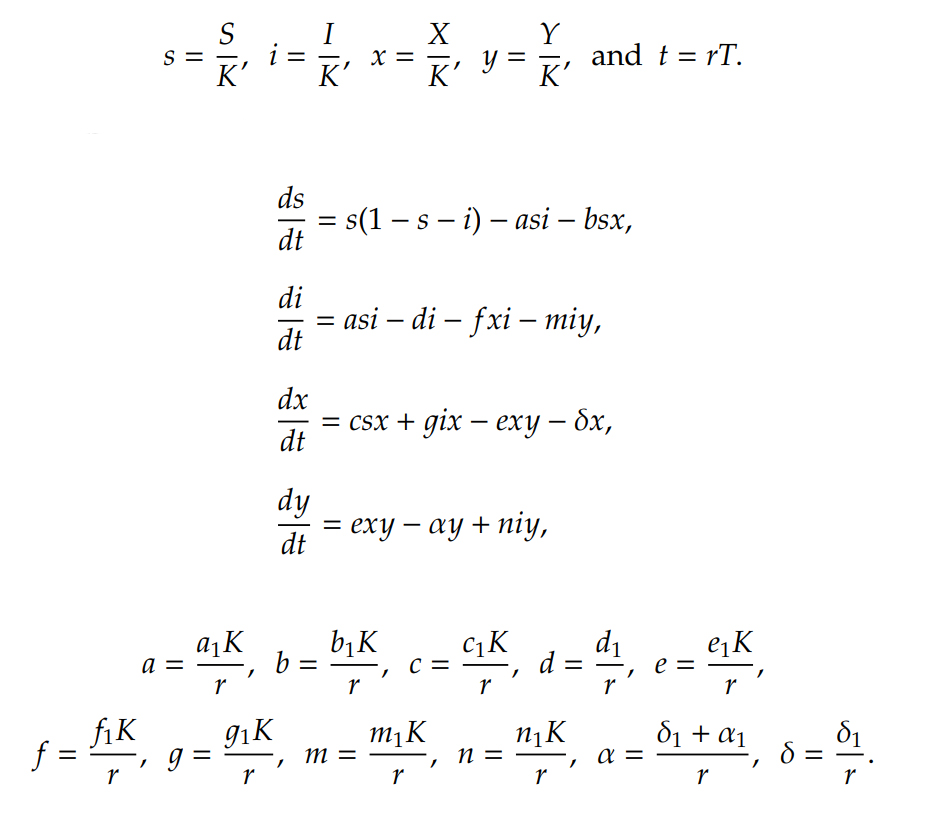 s = S/K, i = I/K, x = X/K, y = Y/K, and t = rT.
ds/dt = s(1 − s − i) − asi − bsx,
di/dt = asi − di − fxi − miy,
dx/dt = csx + gix − exy − δx,
dy/dt = exy − αy + niy,
a = a₁K/r, b = b₁K/r, c = c₁K/r, d = d₁/r, e = e₁K/r,
f = f₁K/r, g = g₁K/r, m = m₁K/r, n = n₁K/r, α = (δ₁ + α₁)/r, δ = δ₁/r.